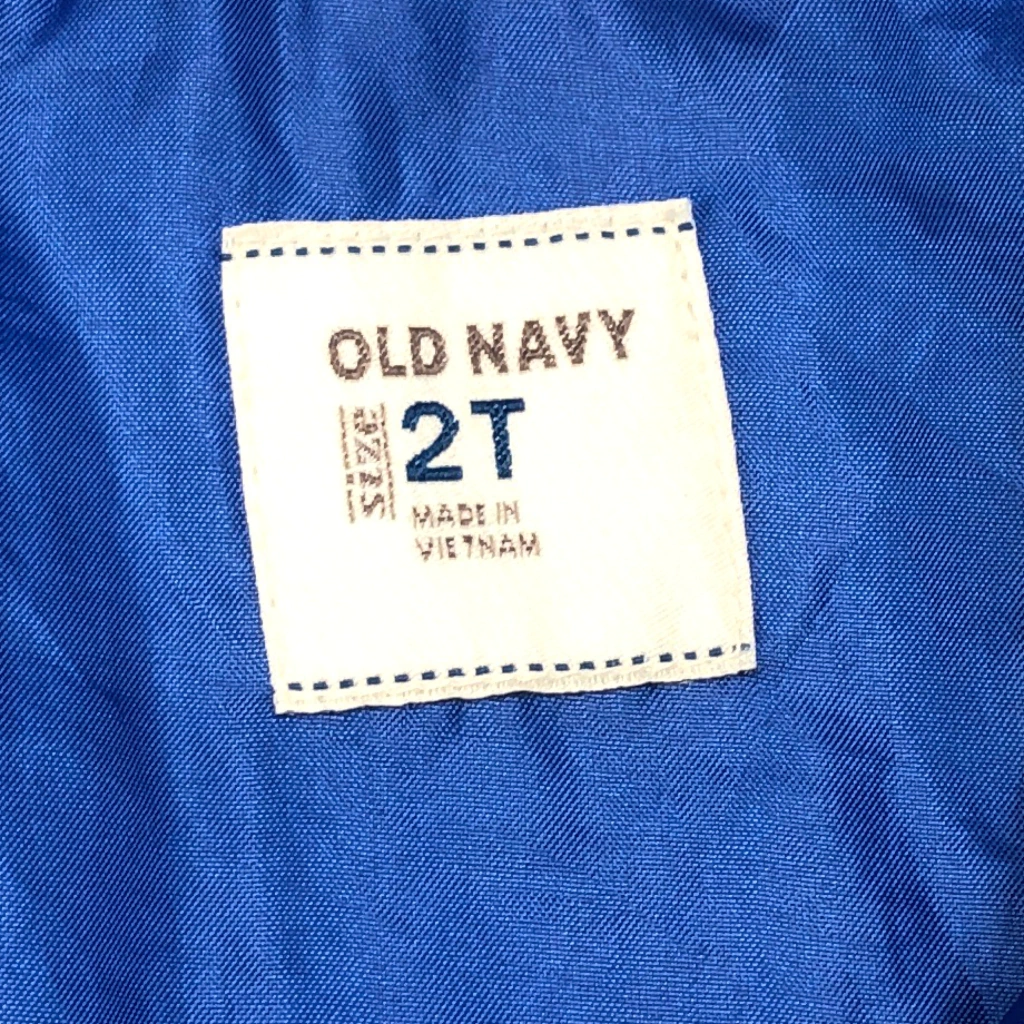 OLD NAVY
SIZE 2T
MADE IN
VIETNAM